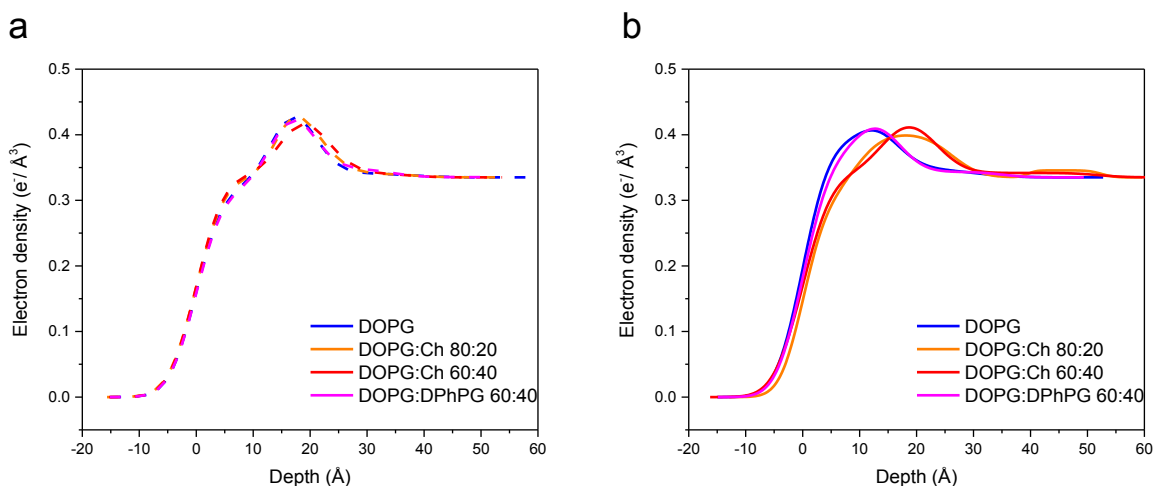 a
0.5
0.4
0.3
0.2
0.1
0.0
-20
-10
0
10
20
30
40
50
60
Electron density (e⁻/ Å³)
Depth (Å)
DOPG
DOPG:Ch 80:20
DOPG:Ch 60:40
DOPG:DPhPG 60:40
b
0.5
0.4
0.3
0.2
0.1
0.0
-20
-10
0
10
20
30
40
50
60
Electron density (e⁻/ Å³)
Depth (Å)
DOPG
DOPG:Ch 80:20
DOPG:Ch 60:40
DOPG:DPhPG 60:40